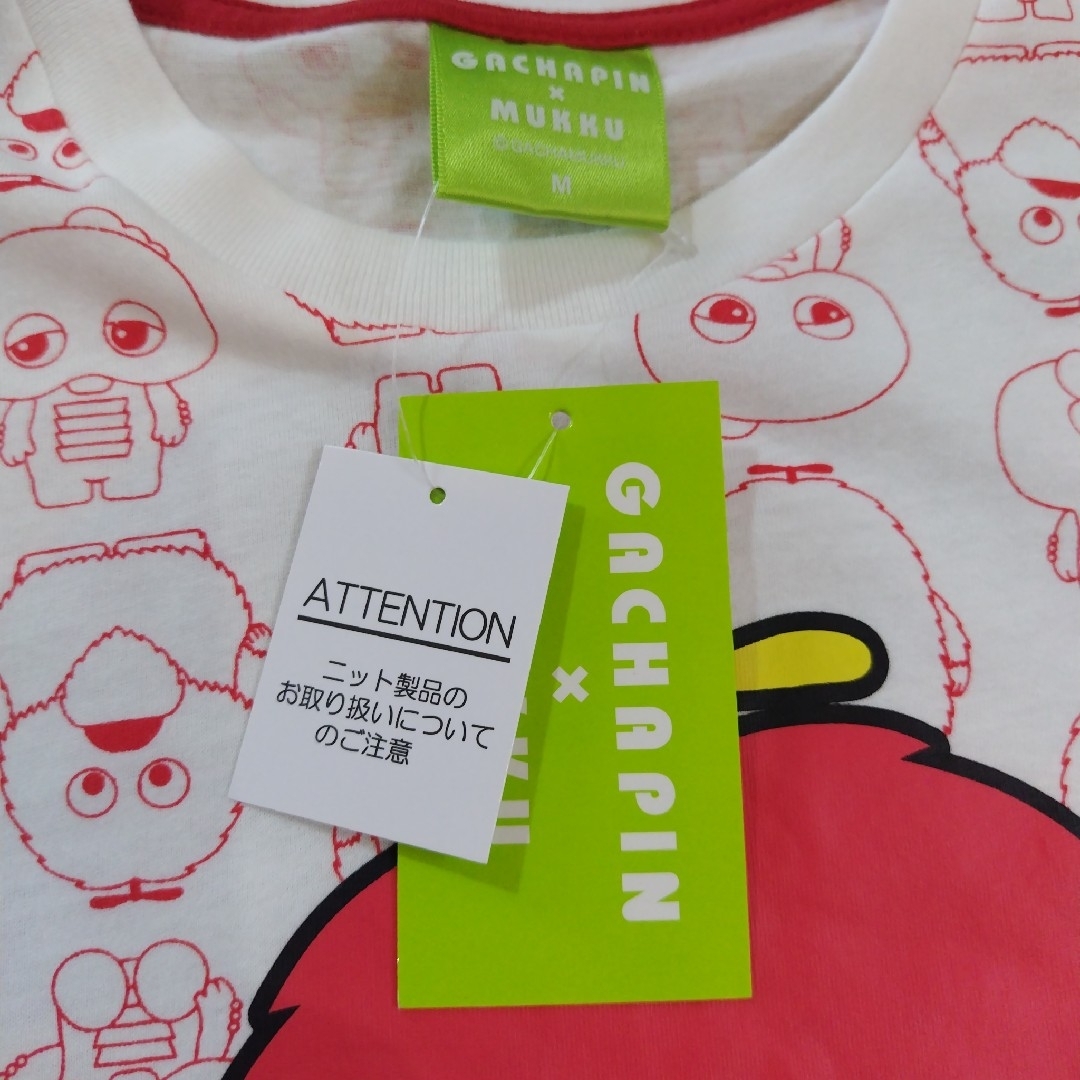 GACHAPIN
×
MUKKU
M
ATTENTION
ニット製品の
お取り扱いについて
のご注意
GACHAPIN
×